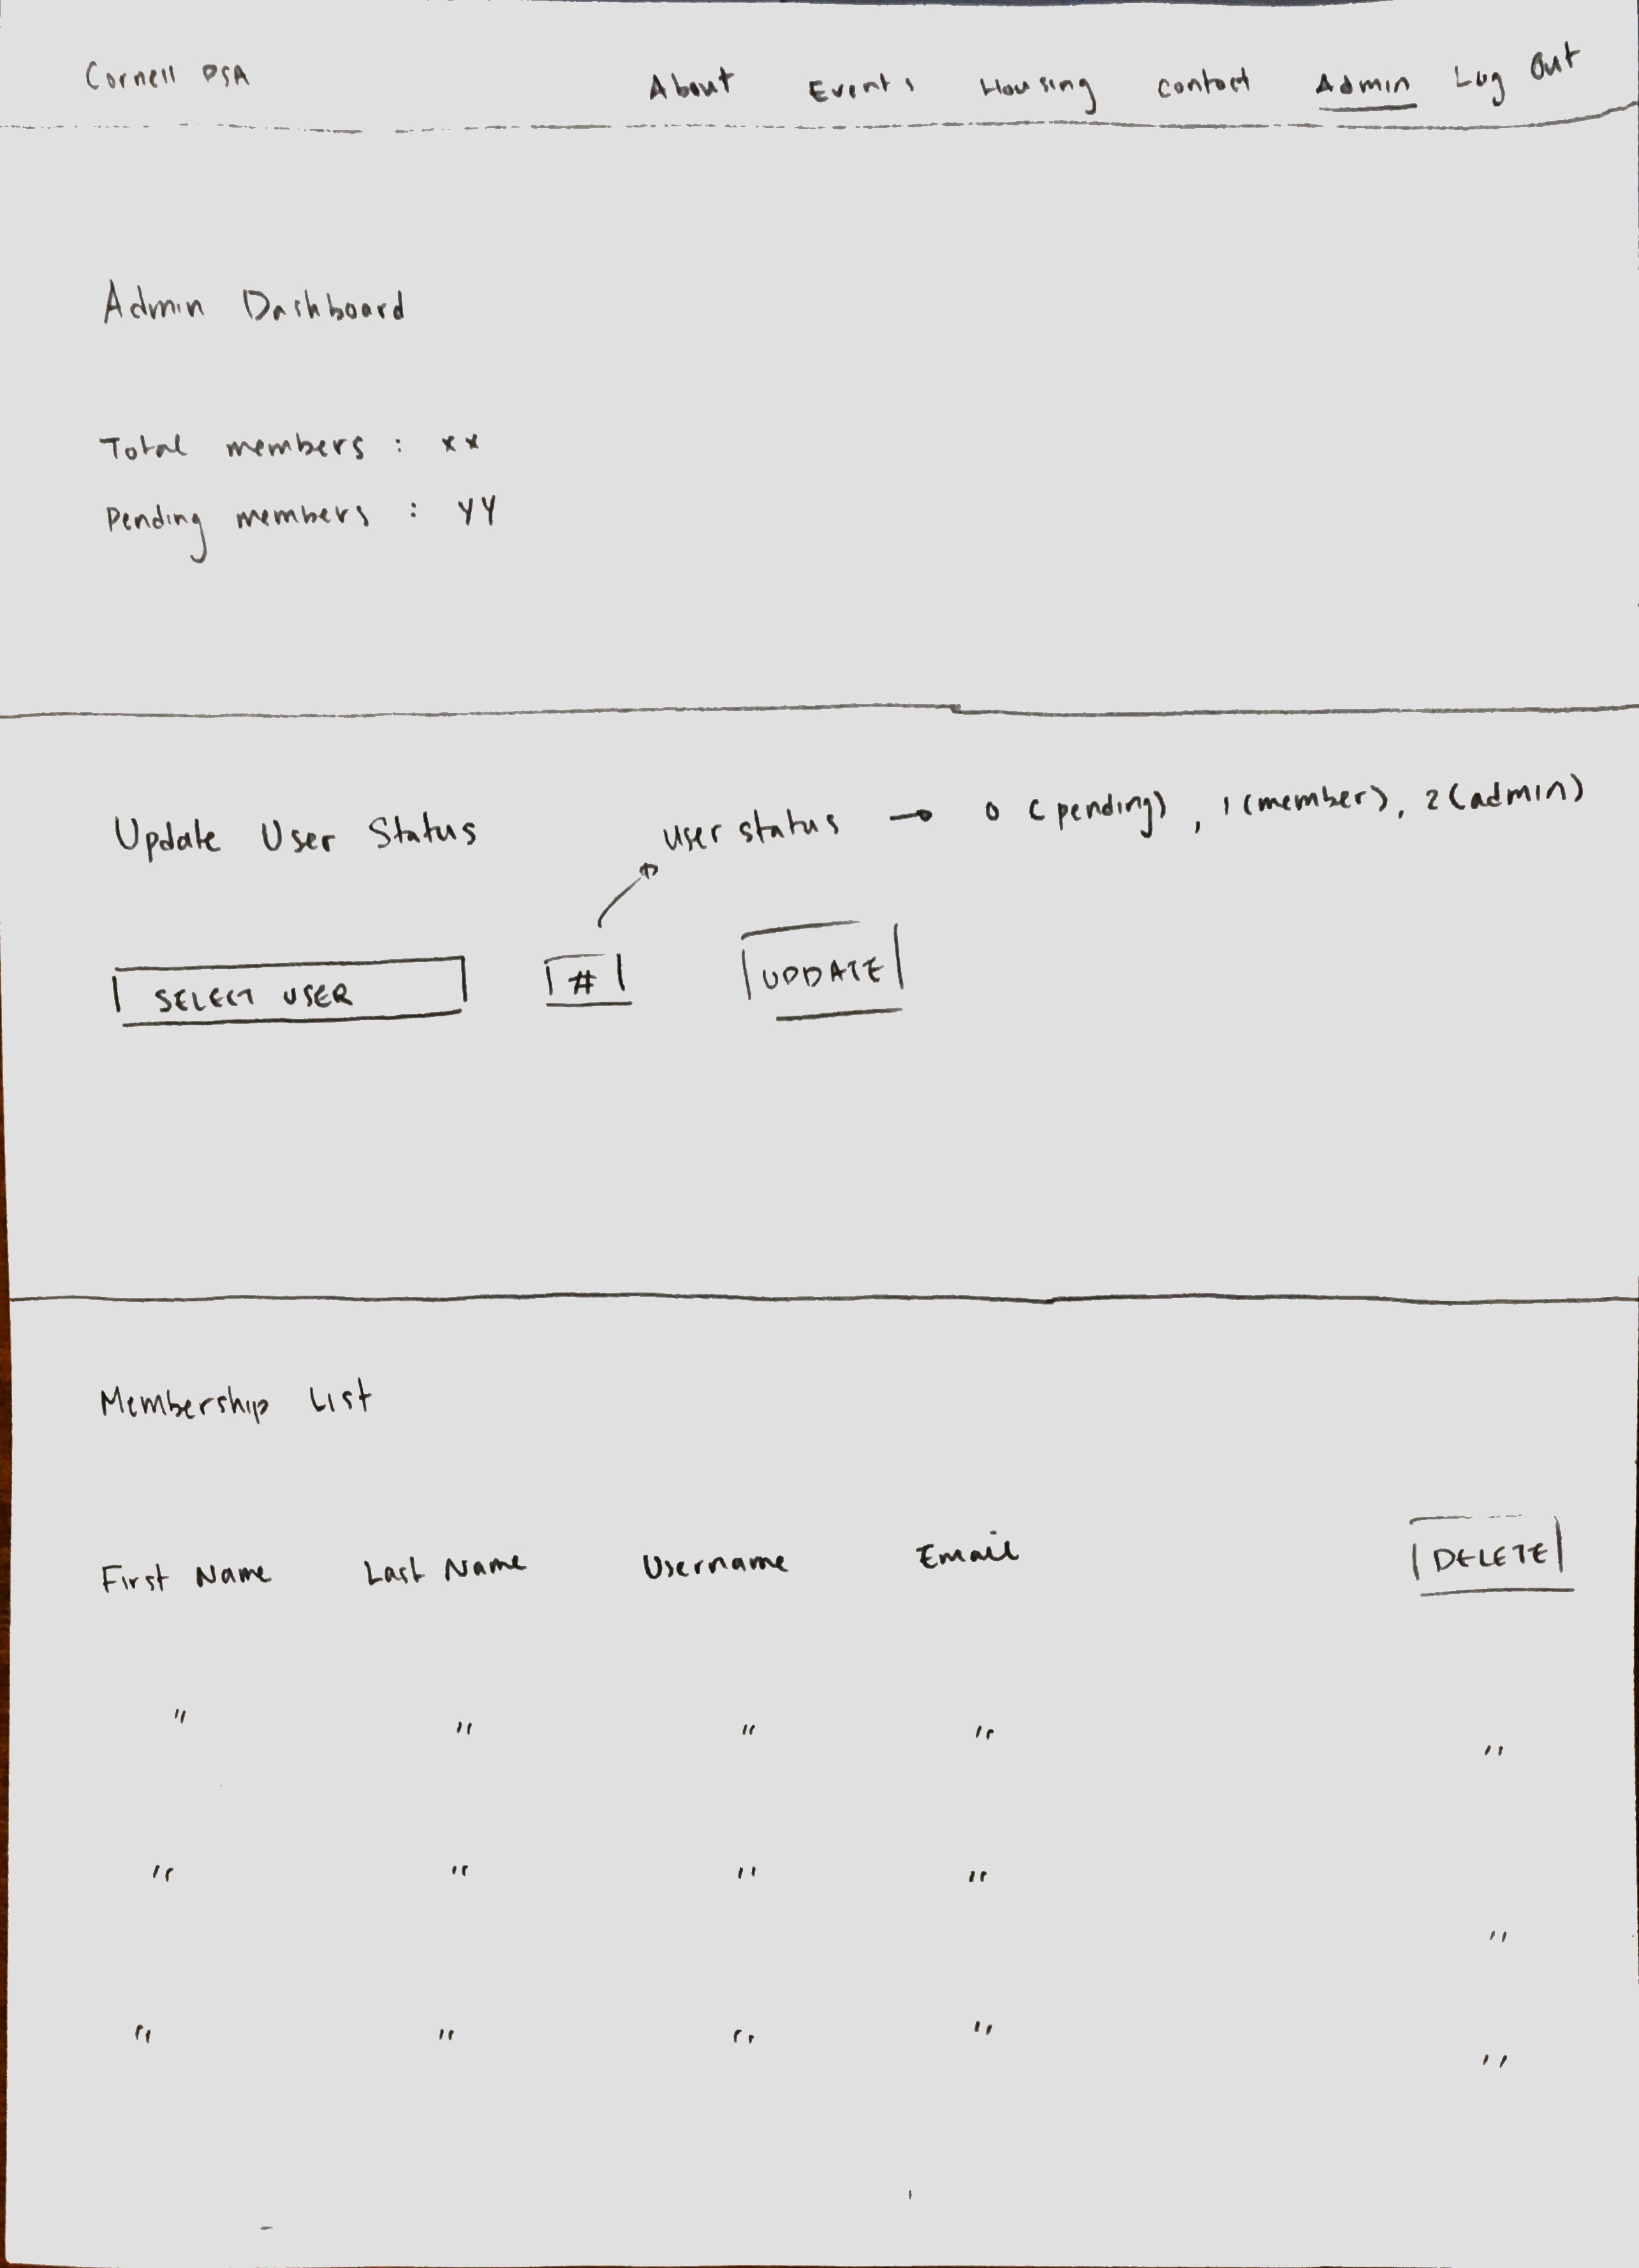 Cornell PSA About Events Housing Contact Admin Log Out
Admin Dashboard
Total members : xx
Pending members : YY
Update User Status
user status → 0 (pending), 1 (member), 2 (admin)
SELECT USER # UPDATE
Membership List
First Name Last Name Username Email DELETE
" " " " "
" " " " "
" " " " "